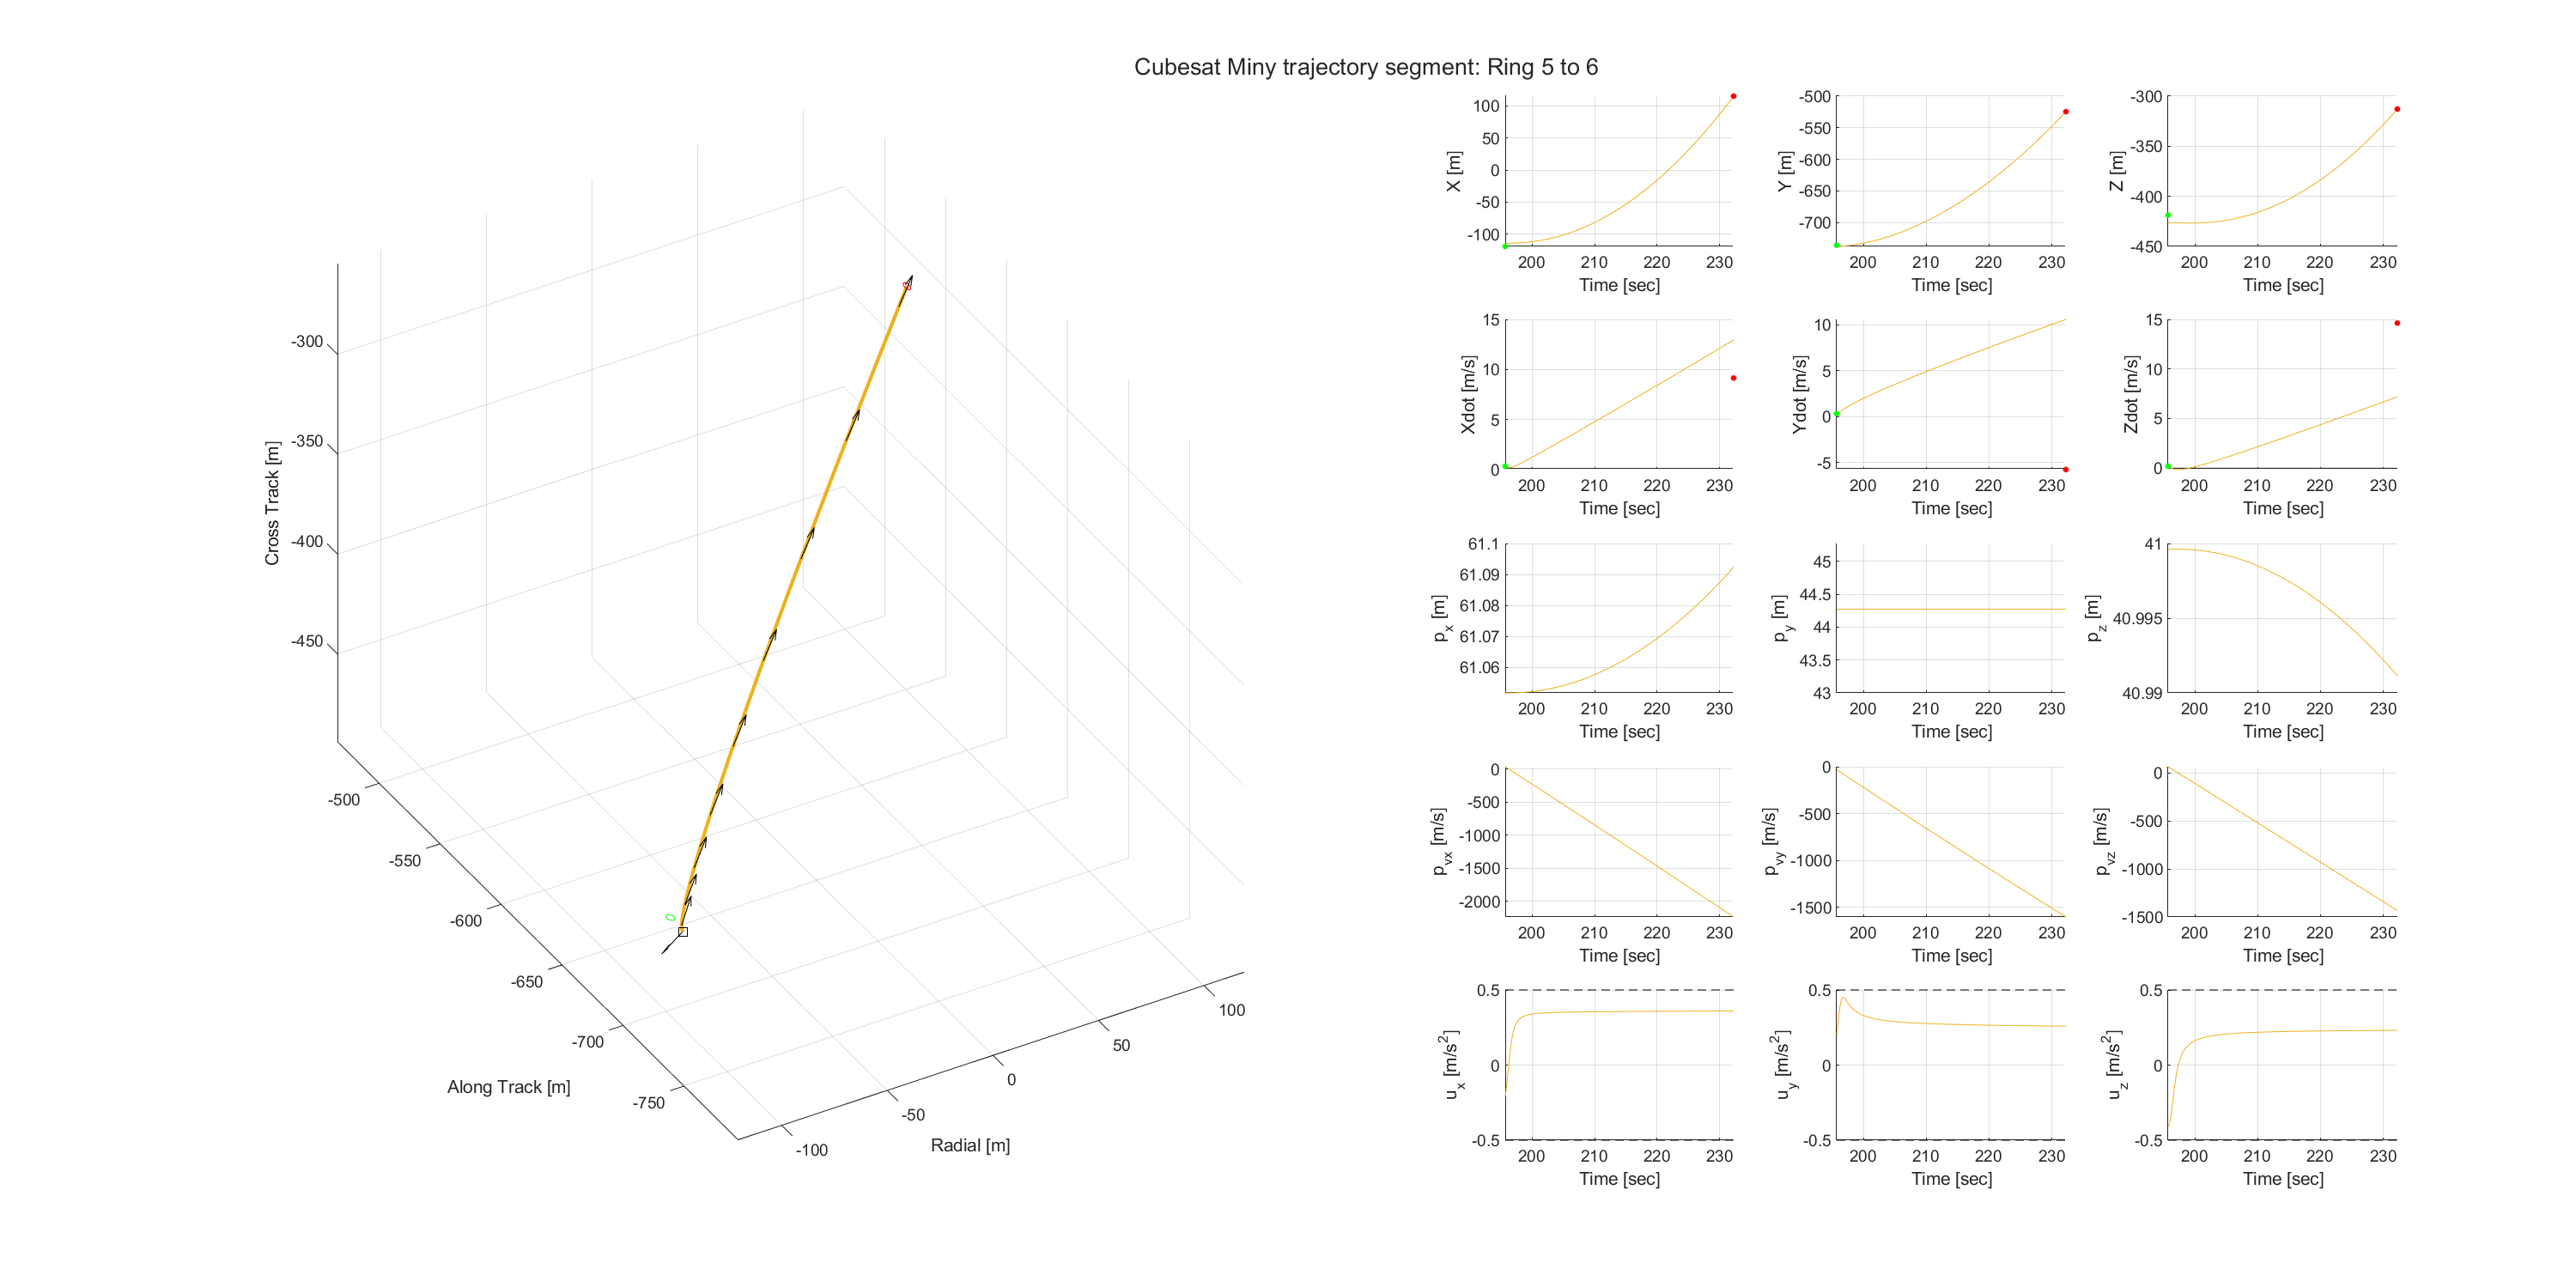 Cubesat Miny trajectory segment: Ring 5 to 6
-300
-350
-400
-450
Cross Track [m]
-500
-550
-600
-650
-700
-750
Along Track [m]
-100
-50
0
50
100
Radial [m]
100
50
0
-50
-100
X [m]
200 210 220 230
Time [sec]
-500
-550
-600
-650
-700
Y [m]
200 210 220 230
Time [sec]
-300
-350
-400
-450
Z [m]
200 210 220 230
Time [sec]
15
10
5
0
Xdot [m/s]
200 210 220 230
Time [sec]
10
5
0
-5
Ydot [m/s]
200 210 220 230
Time [sec]
15
10
5
0
Zdot [m/s]
200 210 220 230
Time [sec]
61.1
61.09
61.08
61.07
61.06
p_x [m]
200 210 220 230
Time [sec]
45
44.5
44
43.5
43
p_y [m]
200 210 220 230
Time [sec]
41
40.995
40.99
p_z [m]
200 210 220 230
Time [sec]
0
-500
-1000
-1500
-2000
p_vx [m/s]
200 210 220 230
Time [sec]
0
-500
-1000
-1500
p_vy [m/s]
200 210 220 230
Time [sec]
0
-500
-1000
-1500
p_vz [m/s]
200 210 220 230
Time [sec]
0.5
0
-0.5
u_x [m/s²]
200 210 220 230
Time [sec]
0.5
0
-0.5
u_y [m/s²]
200 210 220 230
Time [sec]
0.5
0
-0.5
u_z [m/s²]
200 210 220 230
Time [sec]